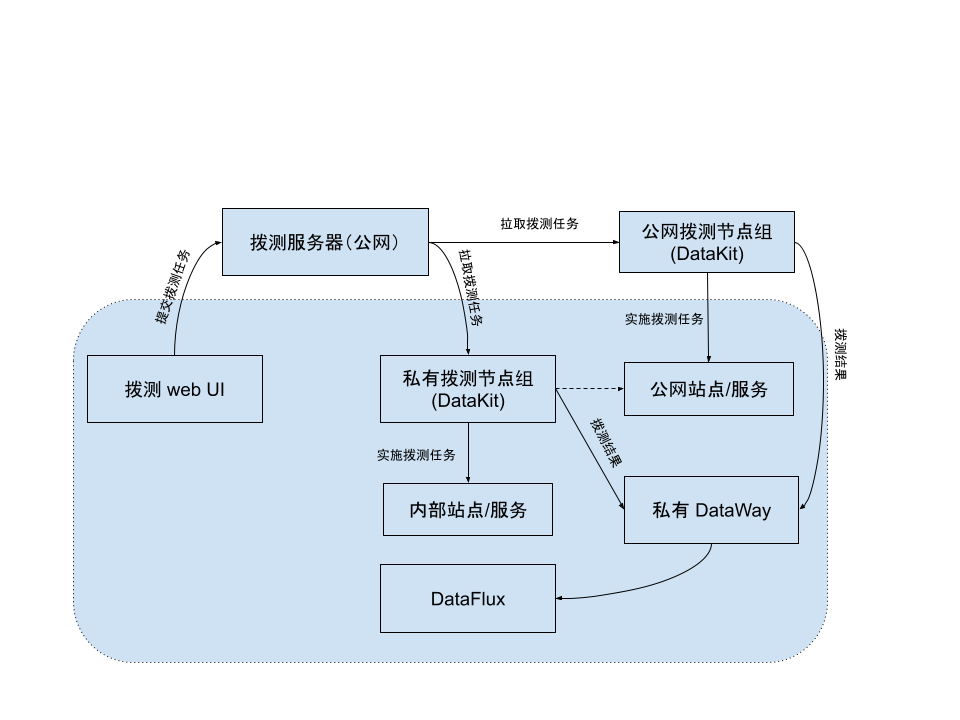 拨测服务器（公网）
拉取拨测任务
公网拨测节点组
(DataKit)
提交拨测任务
拉取拨测任务
实施拨测任务
拨测结果
拨测 web UI
私有拨测节点组
(DataKit)
公网站点/服务
实施拨测任务
拨测结果
内部站点/服务
私有 DataWay
DataFlux